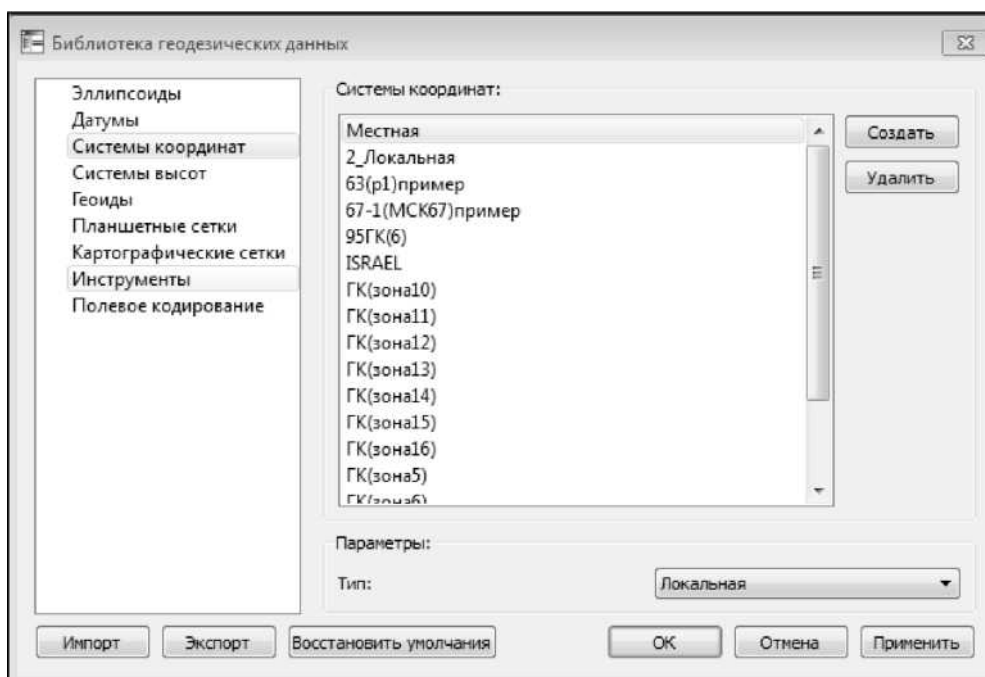 Библиотека геодезических данных
Эллипсоиды
Датумы
Системы координат
Системы высот
Геоиды
Планшетные сетки
Картографические сетки
Инструменты
Полевое кодирование
Системы координат:
Местная
2_Локальная
63(р1)пример
67-1(МСК67)пример
95ГК(6)
ISRAEL
ГК(зона10)
ГК(зона11)
ГК(зона12)
ГК(зона13)
ГК(зона14)
ГК(зона15)
ГК(зона16)
ГК(зона5)
ГК(зона6)
Создать
Удалить
Параметры:
Тип:
Локальная
Импорт
Экспорт
Восстановить умолчания
ОК
Отмена
Применить